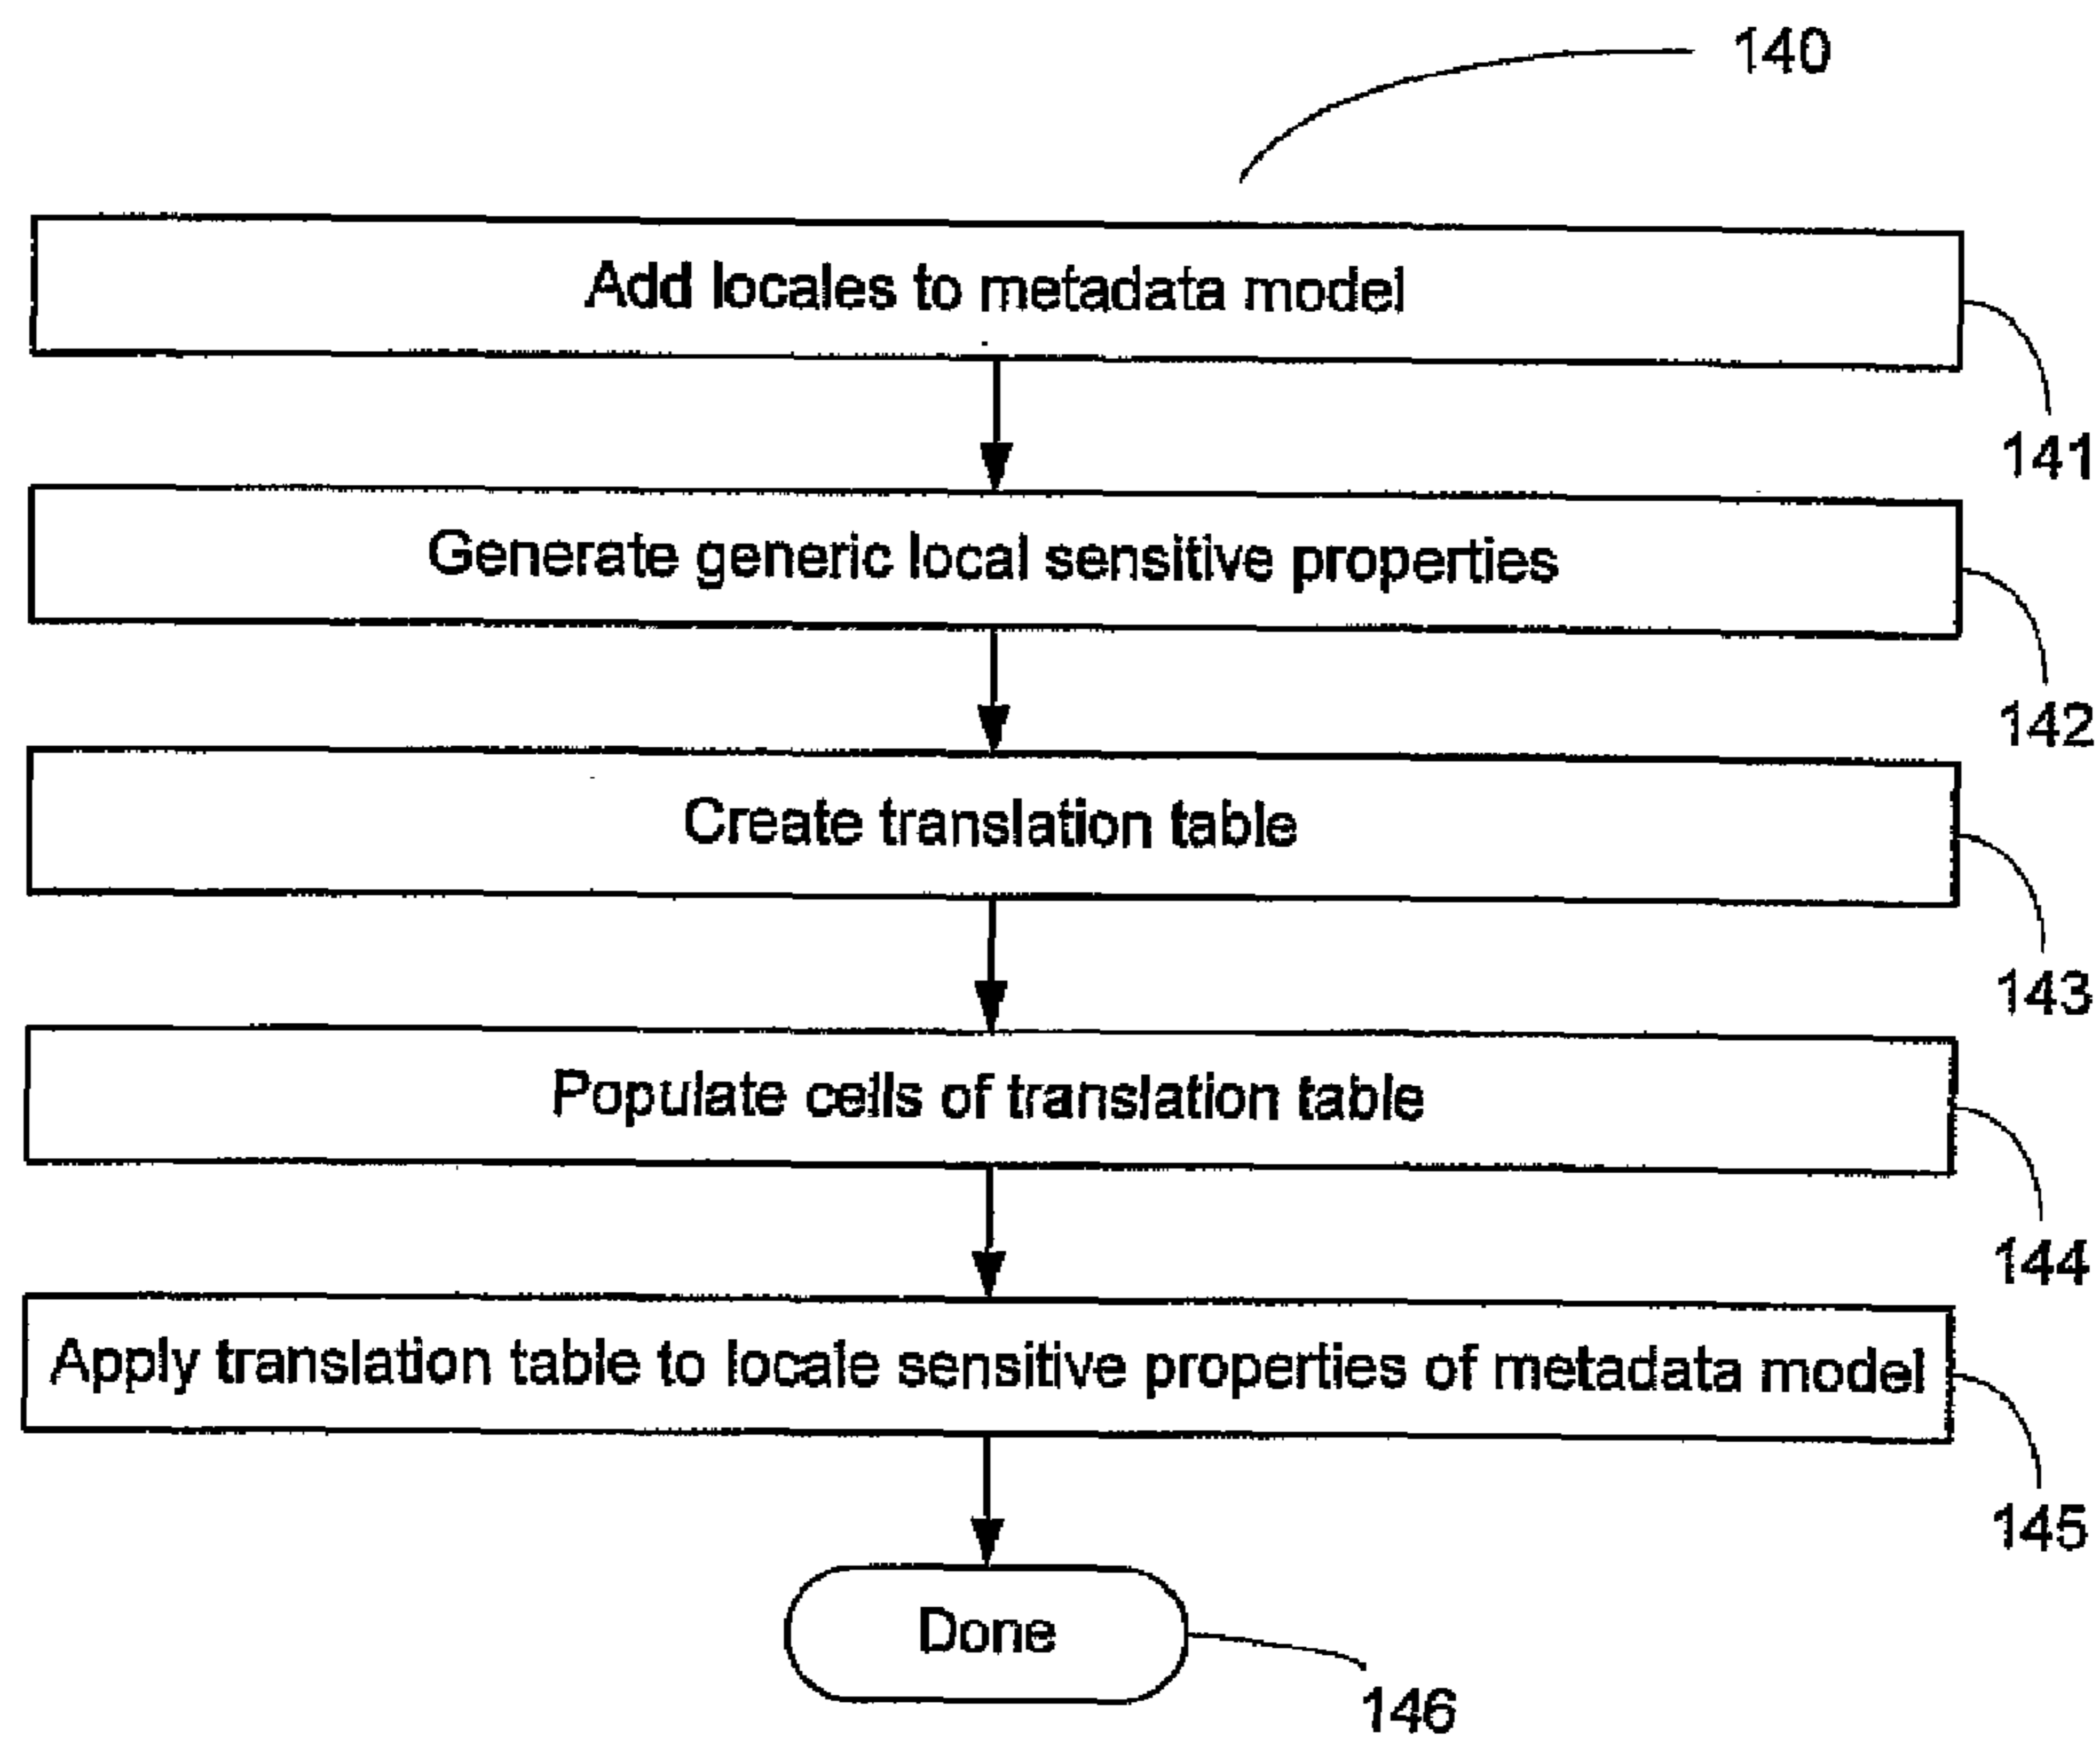 140
Add locales to metadata model
141
Generate generic local sensitive properties
142
Create translation table
143
Populate cells of translation table
144
Apply translation table to locale sensitive properties of metadata model
145
Done
146